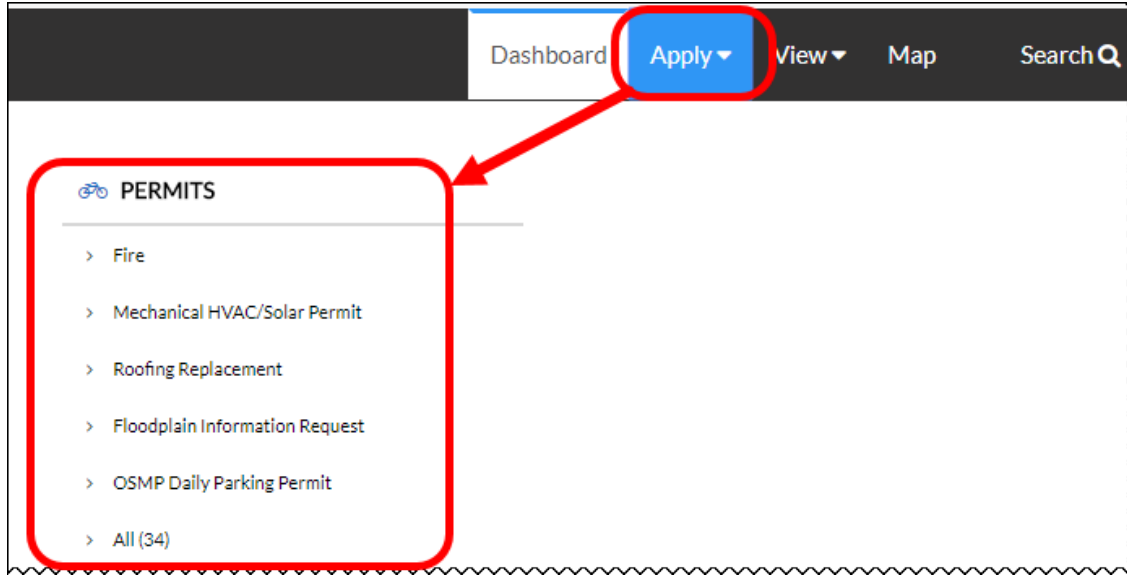 Dashboard Apply View Map Search
PERMITS
Fire
Mechanical HVAC/Solar Permit
Roofing Replacement
Floodplain Information Request
OSMP Daily Parking Permit
All (34)